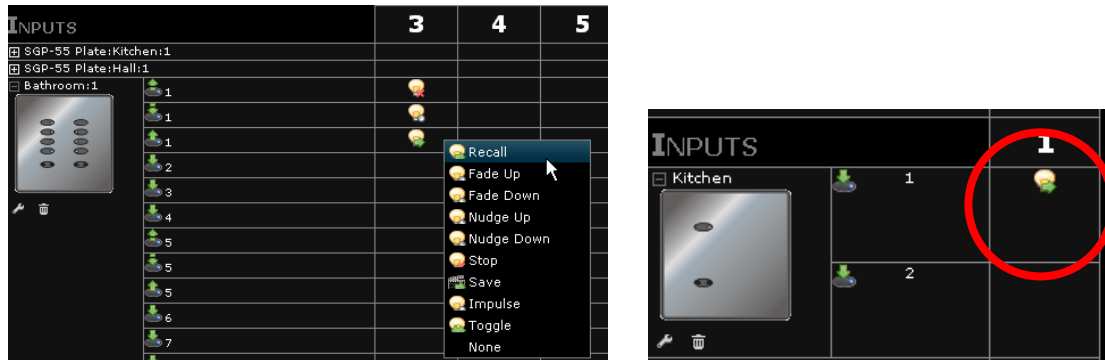 INPUTS 3 4 5
SGP-55 Plate:Kitchen:1
SGP-55 Plate:Hall:1
Bathroom:1 1
1
1
2
3
4
5
5
5
6
7
Recall
Fade Up
Fade Down
Nudge Up
Nudge Down
Stop
Save
Impulse
Toggle
None
INPUTS 1
Kitchen 1
2